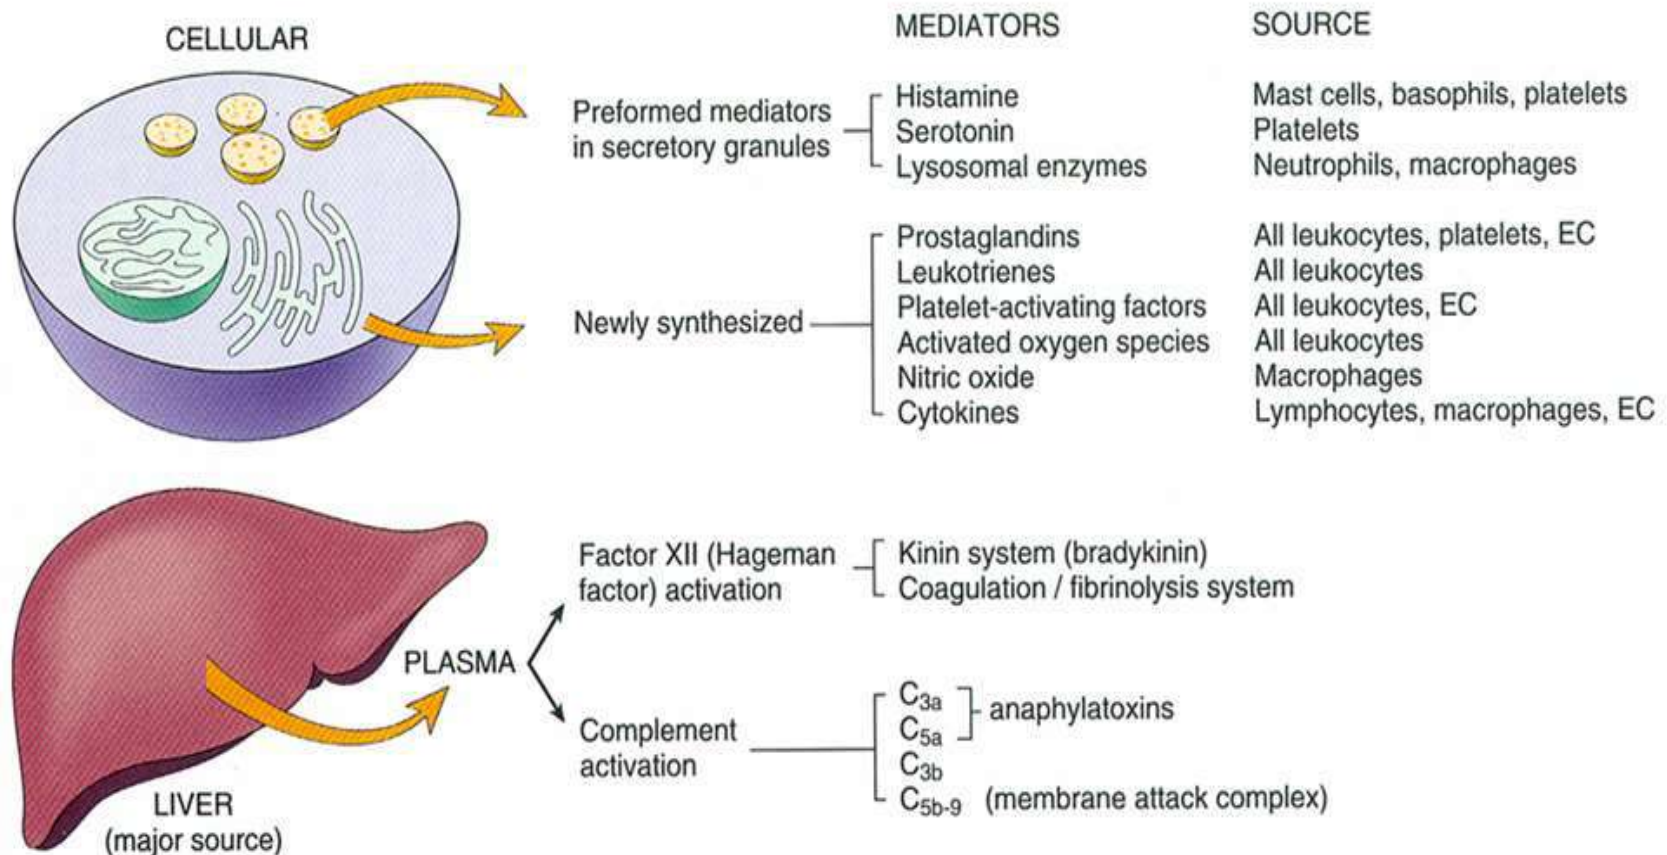 CELLULAR
MEDIATORS SOURCE
Preformed mediators
in secretory granules
Histamine Mast cells, basophils, platelets
Serotonin Platelets
Lysosomal enzymes Neutrophils, macrophages
Newly synthesized
Prostaglandins All leukocytes, platelets, EC
Leukotrienes All leukocytes
Platelet-activating factors All leukocytes, EC
Activated oxygen species All leukocytes
Nitric oxide Macrophages
Cytokines Lymphocytes, macrophages, EC
LIVER
(major source)
PLASMA
Factor XII (Hageman
factor) activation
Kinin system (bradykinin)
Coagulation / fibrinolysis system
Complement
activation
C3a
C5a
anaphylatoxins
C3b
C5b-9 (membrane attack complex)